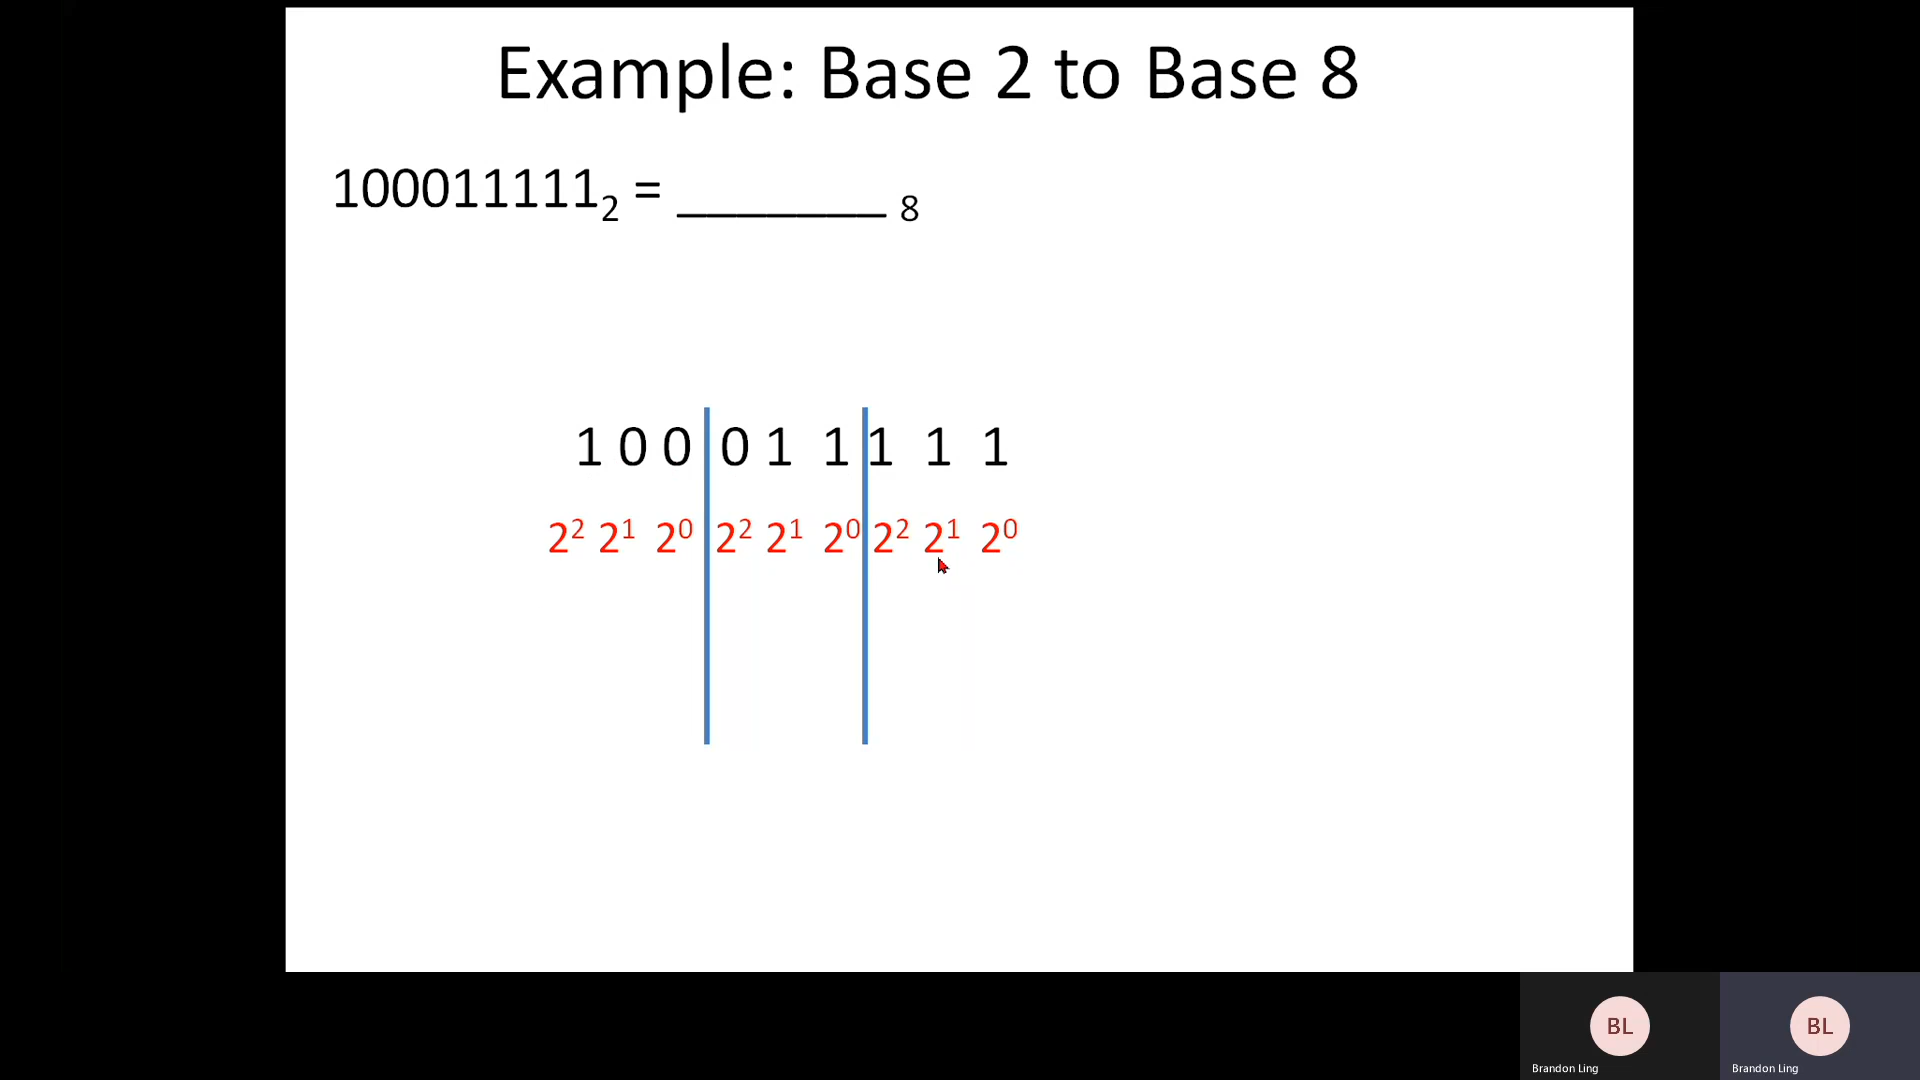 Example: Base 2 to Base 8
100011111₂ = _______ ₈
1 0 0 0 1 1 1 1 1
2² 2¹ 2⁰ 2² 2¹ 2⁰ 2² 2¹ 2⁰
BL BL
Brandon Ling Brandon Ling